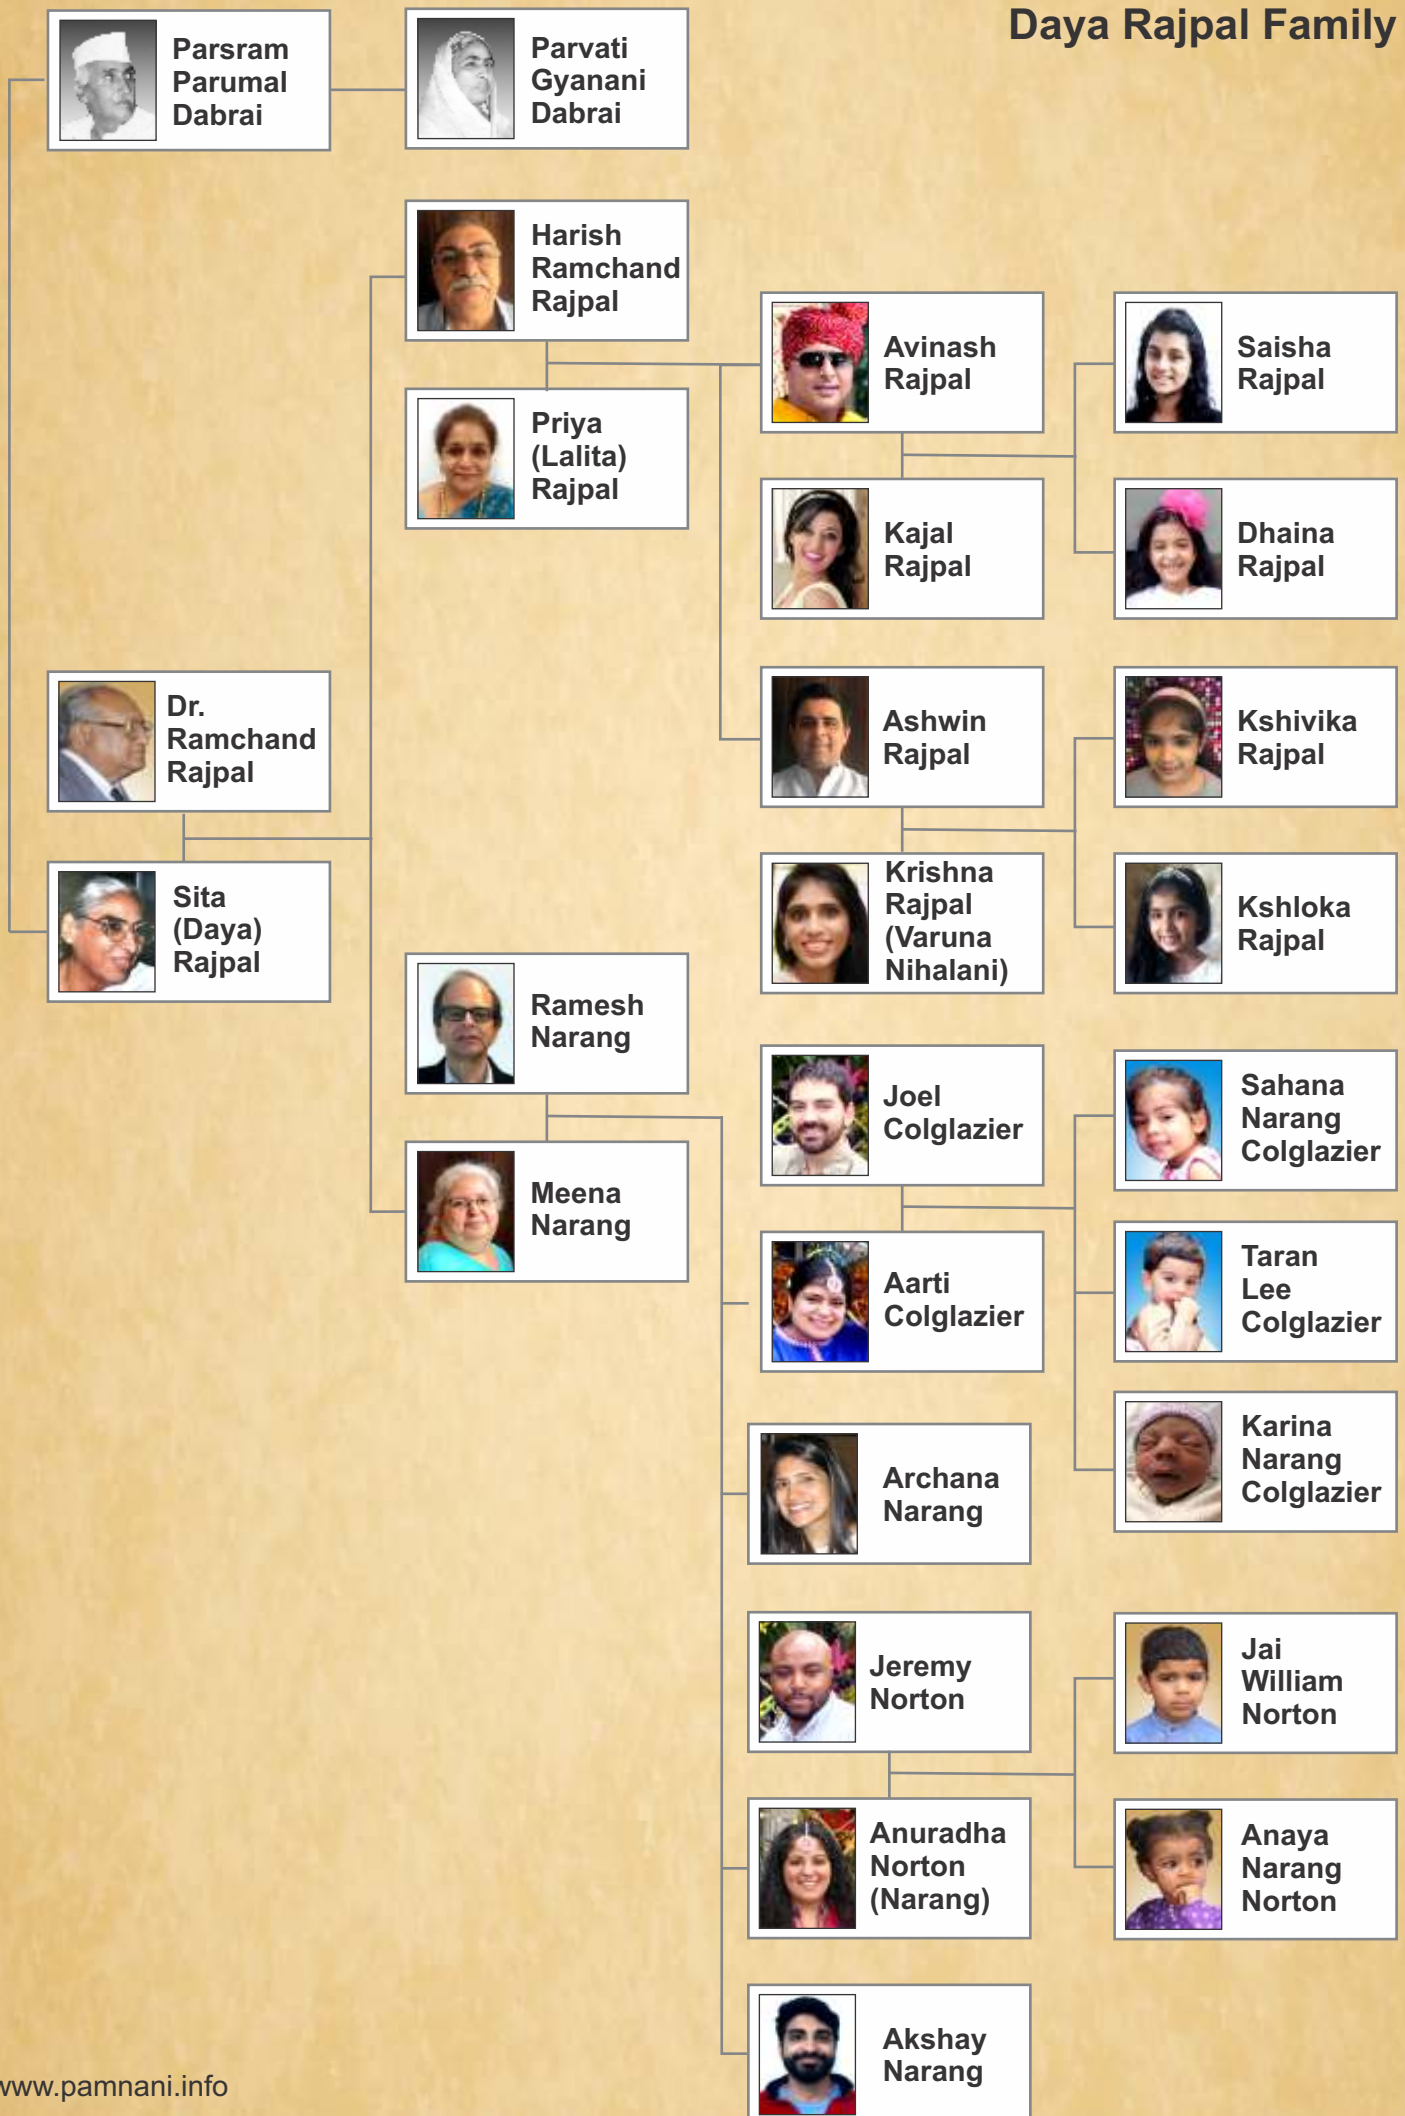 Daya Rajpal Family
Parsram
Parumal
Dabrai
Parvati
Gyanani
Dabrai
Harish
Ramchand
Rajpal
Priya
(Lalita)
Rajpal
Avinash
Rajpal
Saisha
Rajpal
Kajal
Rajpal
Dhaina
Rajpal
Dr.
Ramchand
Rajpal
Sita
(Daya)
Rajpal
Ashwin
Rajpal
Kshivika
Rajpal
Krishna
Rajpal
(Varuna
Nihalani)
Kshloka
Rajpal
Ramesh
Narang
Meena
Narang
Joel
Colglazier
Sahana
Narang
Colglazier
Aarti
Colglazier
Taran
Lee
Colglazier
Karina
Narang
Colglazier
Archana
Narang
Jeremy
Norton
Jai
William
Norton
Anuradha
Norton
(Narang)
Anaya
Narang
Norton
Akshay
Narang
www.pamnani.info